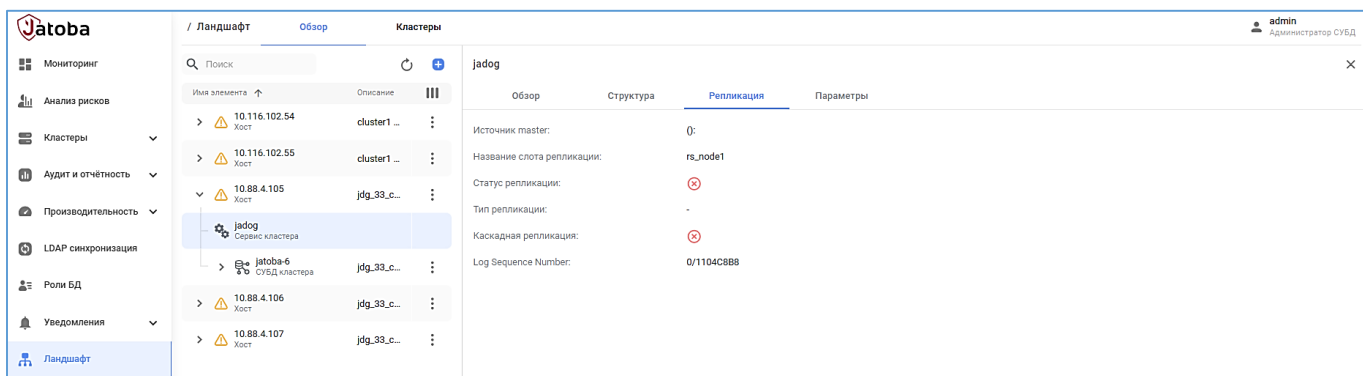 Jatoba
/ Ландшафт Обзор Кластеры
admin
Администратор СУБД
Мониторинг
Анализ рисков
Кластеры
Аудит и отчётность
Производительность
LDAP синхронизация
Роли БД
Уведомления
Ландшафт
Поиск
Имя элемента Описание
10.116.102.54
Хост
cluster1 ...
10.116.102.55
Хост
cluster1 ...
10.88.4.105
Хост
jdg_33_c...
jadog
Сервис кластера
jatoba-6
СУБД кластера
jdg_33_c...
10.88.4.106
Хост
jdg_33_c...
10.88.4.107
Хост
jdg_33_c...
jadog
Обзор Структура Репликация Параметры
Источник master: ():
Название слота репликации: rs_node1
Статус репликации:
Тип репликации: -
Каскадная репликация:
Log Sequence Number: 0/1104C8B8